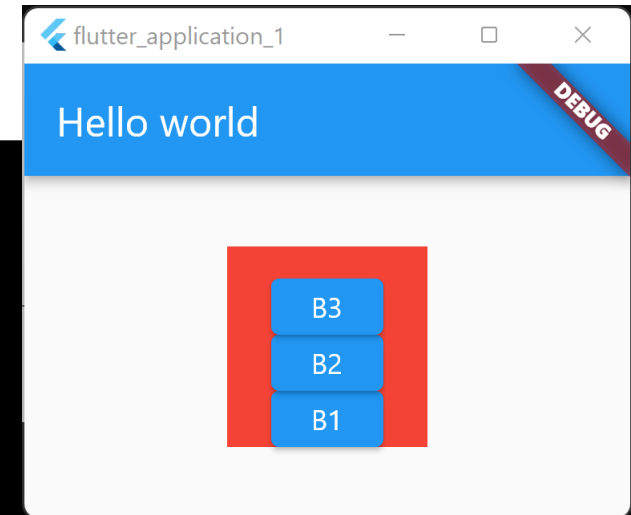 flutter_application_1
DEBUG
Hello world
B3
B2
B1